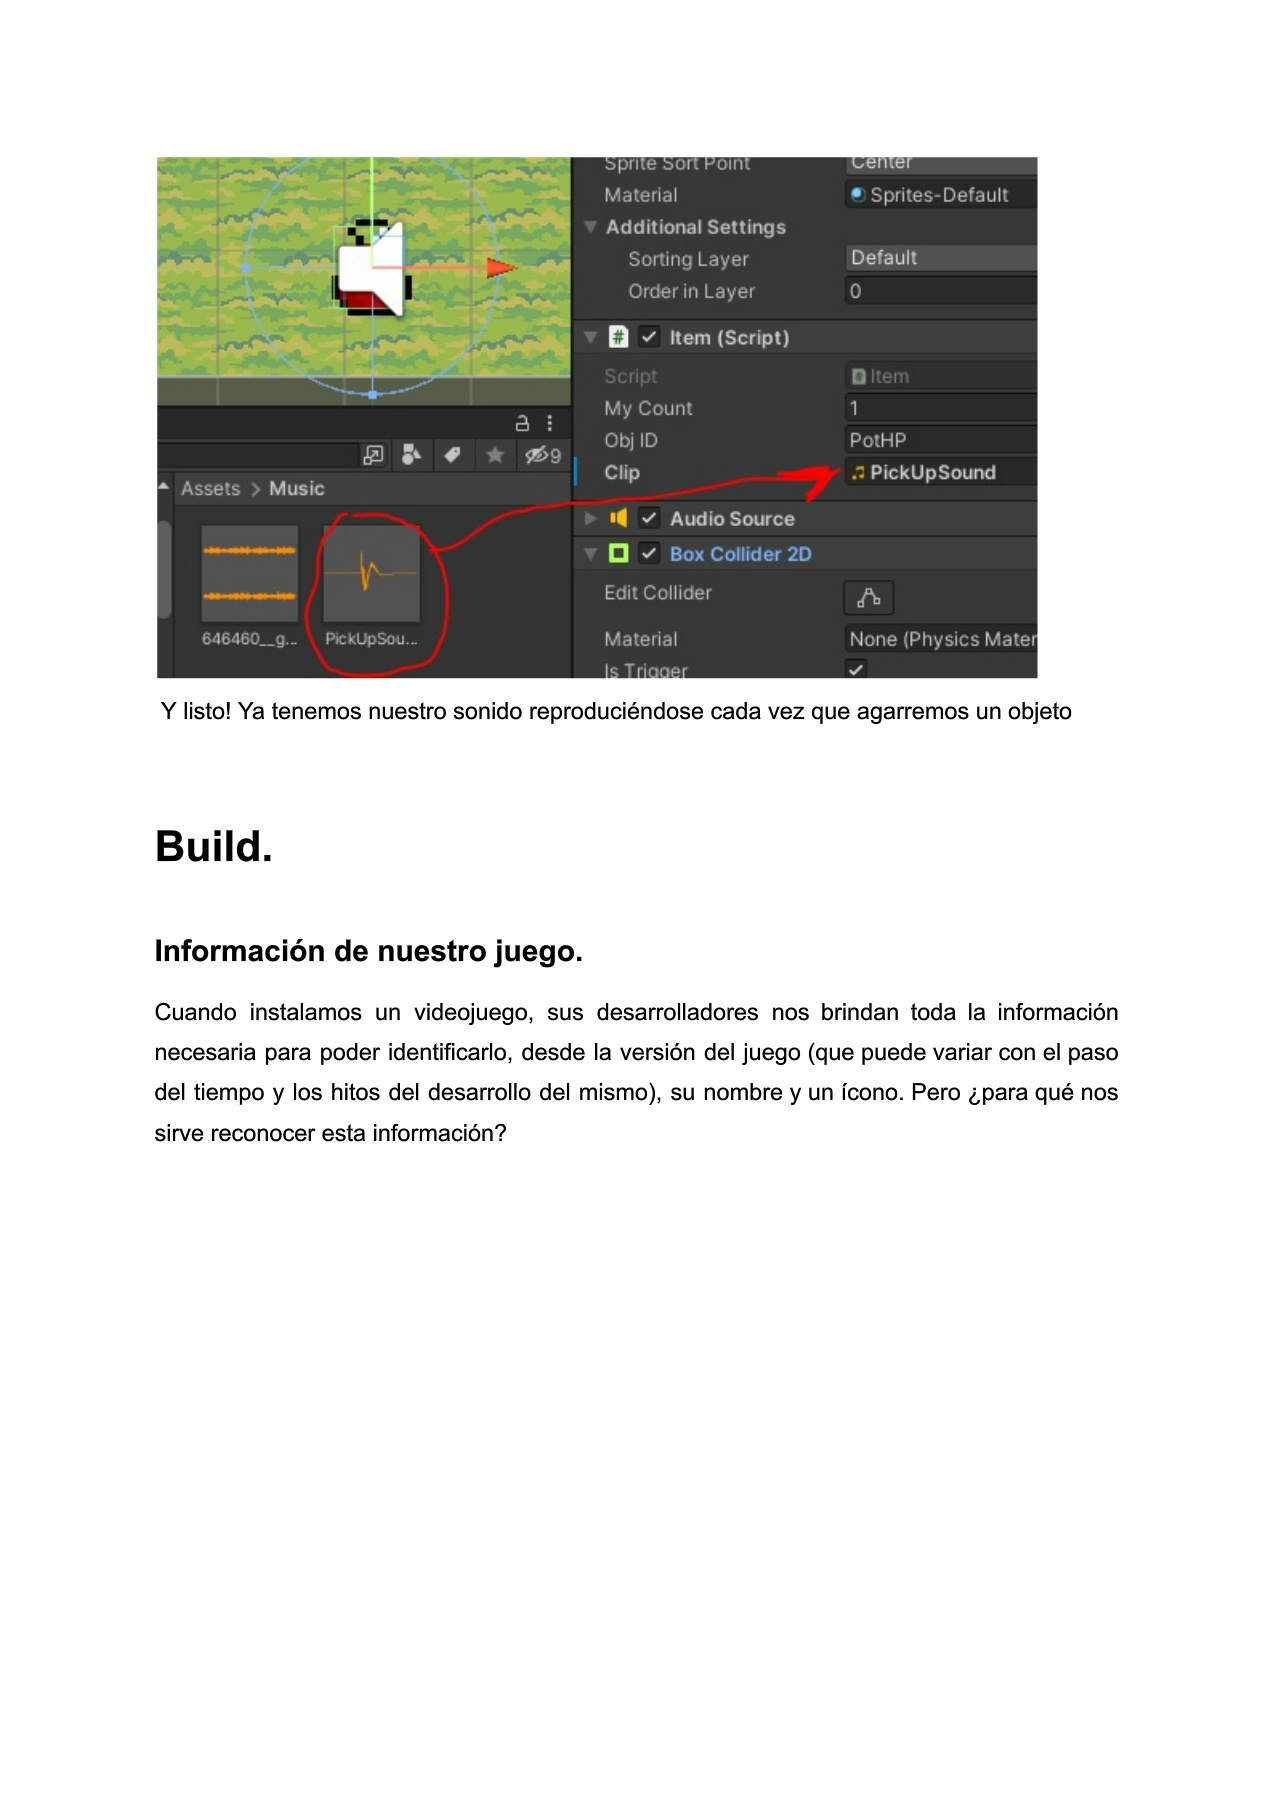 Sprite Sort Point Center
Material Sprites-Default
Additional Settings
Sorting Layer Default
Order in Layer 0
# Item (Script)
Script # Item
My Count 1
Obj ID PotHP
Clip PickUpSound
Audio Source
Box Collider 2D
Edit Collider
Material None (Physics Mater
Is Trigger
9
Assets > Music
646460__g...
PickUpSou...
Y listo! Ya tenemos nuestro sonido reproduciéndose cada vez que agarremos un objeto
Build.
Información de nuestro juego.
Cuando instalamos un videojuego, sus desarrolladores nos brindan toda la información
necesaria para poder identificarlo, desde la versión del juego (que puede variar con el paso
del tiempo y los hitos del desarrollo del mismo), su nombre y un ícono. Pero ¿para qué nos
sirve reconocer esta información?